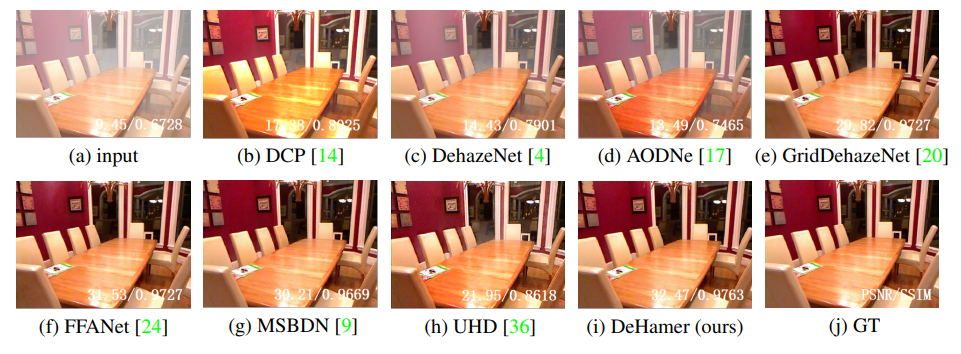 9.45/0.6728
17.38/0.8025
14.43/0.7901
13.49/0.7465
29.82/0.9727
(a) input
(b) DCP [14]
(c) DehazeNet [4]
(d) AODNe [17]
(e) GridDehazeNet [20]
31.53/0.9727
30.21/0.9669
21.95/0.8618
32.47/0.9763
PSNR/SSIM
(f) FFANet [24]
(g) MSBDN [9]
(h) UHD [36]
(i) DeHamer (ours)
(j) GT